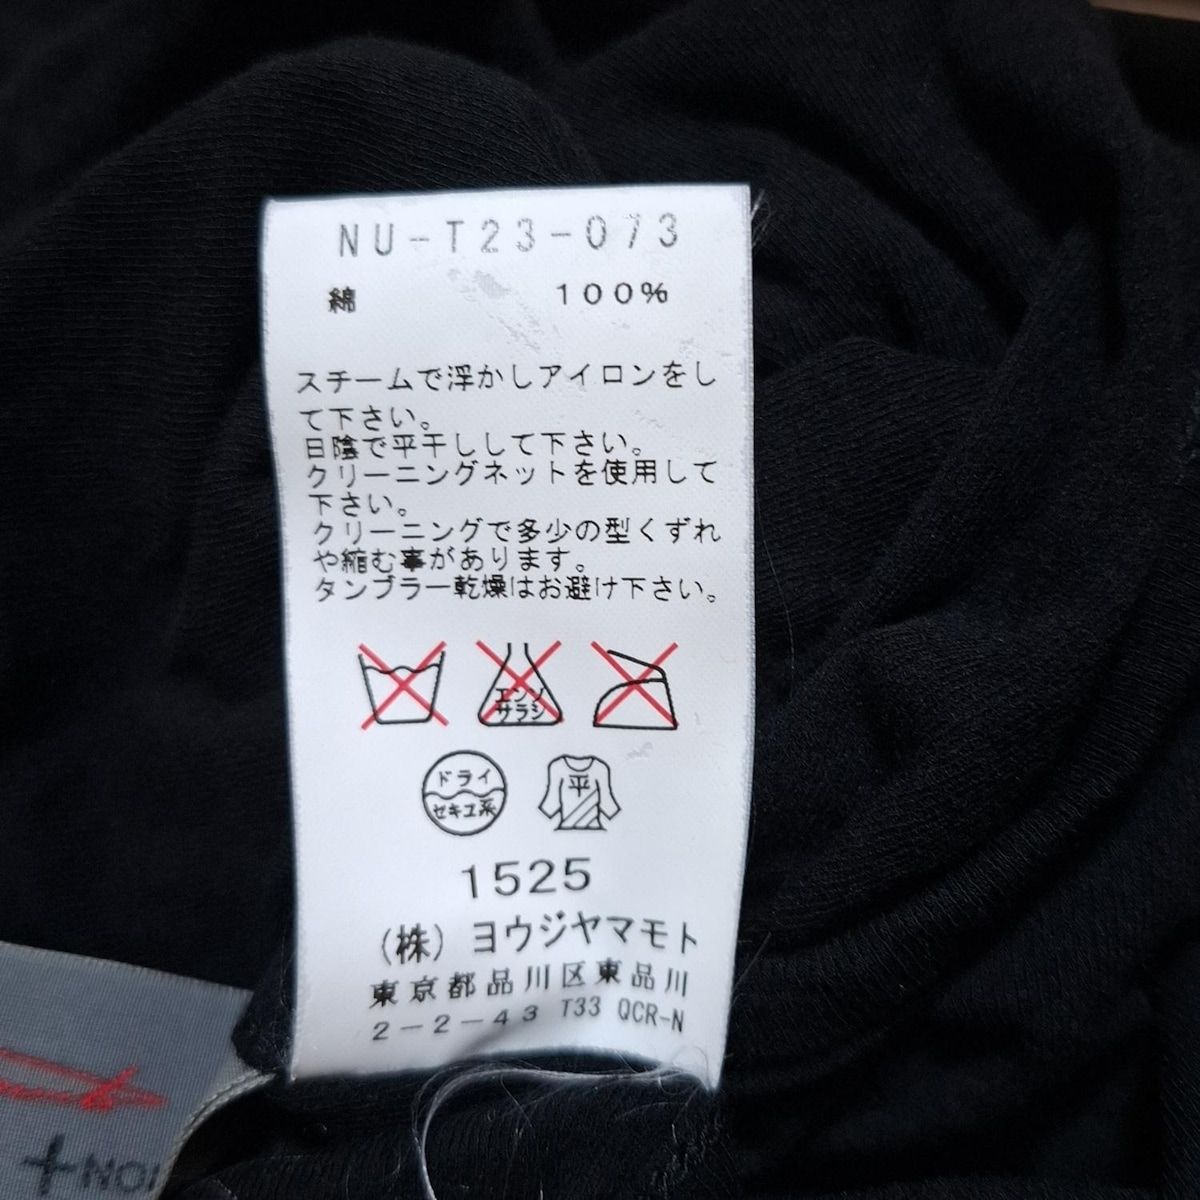 NU-T23-073
綿 100%
スチームで浮かしアイロンをし
て下さい。
日陰で平干しして下さい。
クリーニングネットを使用して
下さい。
クリーニングで多少の型くずれ
や縮む事があります。
タンブラー乾燥はお避け下さい。
エンソ
サラシ
ドライ
セキユ系
平
1525
(株)ヨウジヤマモト
東京都品川区東品川
2-2-43 T33 QCR-N
+NOI